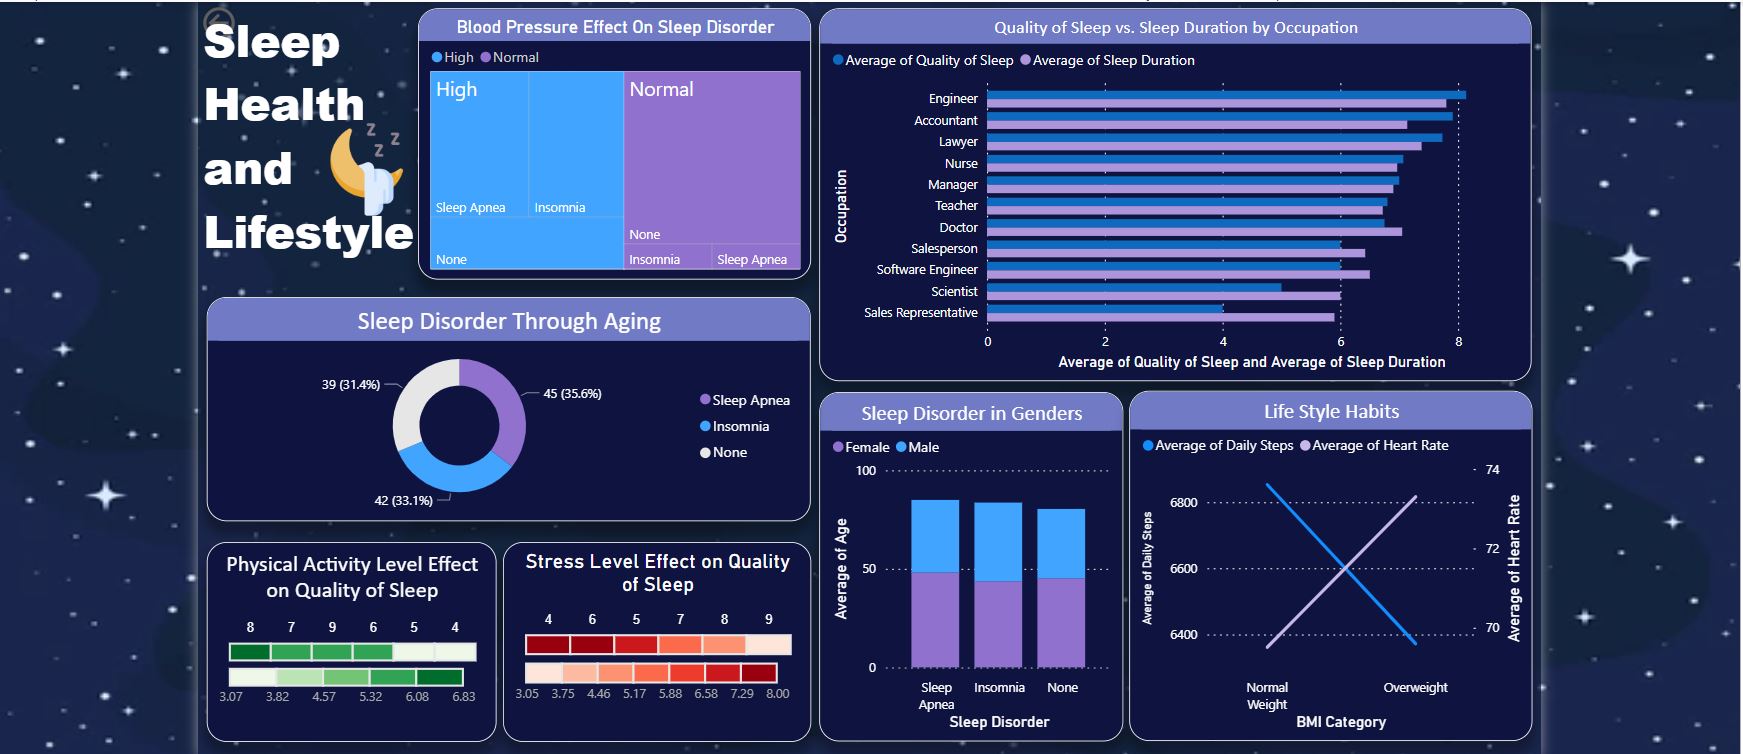 Sleep
Health
and
Lifestyle
z
z
z
Blood Pressure Effect On Sleep Disorder
High Normal
High
Normal
Sleep Apnea
Insomnia
None
None
Insomnia
Sleep Apnea
Quality of Sleep vs. Sleep Duration by Occupation
Average of Quality of Sleep Average of Sleep Duration
Occupation
Engineer
Accountant
Lawyer
Nurse
Manager
Teacher
Doctor
Salesperson
Software Engineer
Scientist
Sales Representative
0 2 4 6 8
Average of Quality of Sleep and Average of Sleep Duration
Sleep Disorder Through Aging
39 (31.4%)
45 (35.6%)
42 (33.1%)
Sleep Apnea
Insomnia
None
Physical Activity Level Effect
on Quality of Sleep
8 7 9 6 5 4
3.07 3.82 4.57 5.32 6.08 6.83
Stress Level Effect on Quality
of Sleep
4 6 5 7 8 9
3.05 3.75 4.46 5.17 5.88 6.58 7.29 8.00
Sleep Disorder in Genders
Female Male
Average of Age
100
50
0
Sleep
Apnea
Insomnia
None
Sleep Disorder
Life Style Habits
Average of Daily Steps Average of Heart Rate
Average of Daily Steps
6800
6600
6400
74
72
70
Average of Heart Rate
Normal
Weight
Overweight
BMI Category